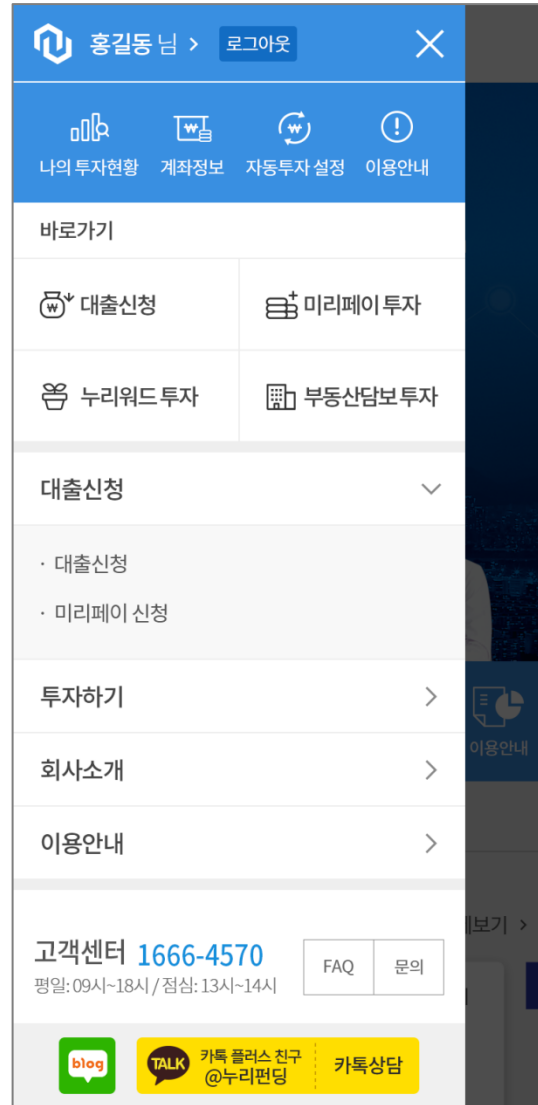 홍길동 님 > 로그아웃
나의 투자현황 계좌정보 자동투자 설정 이용안내
바로가기
대출신청 미리페이 투자
누리워드 투자 부동산담보 투자
대출신청
· 대출신청
· 미리페이 신청
투자하기
이용안내
회사소개
이용안내
보기 >
고객센터 1666-4570 FAQ 문의
평일: 09시~18시 / 점심: 13시~14시
blog TALK 카톡 플러스 친구 카톡상담
@누리펀딩